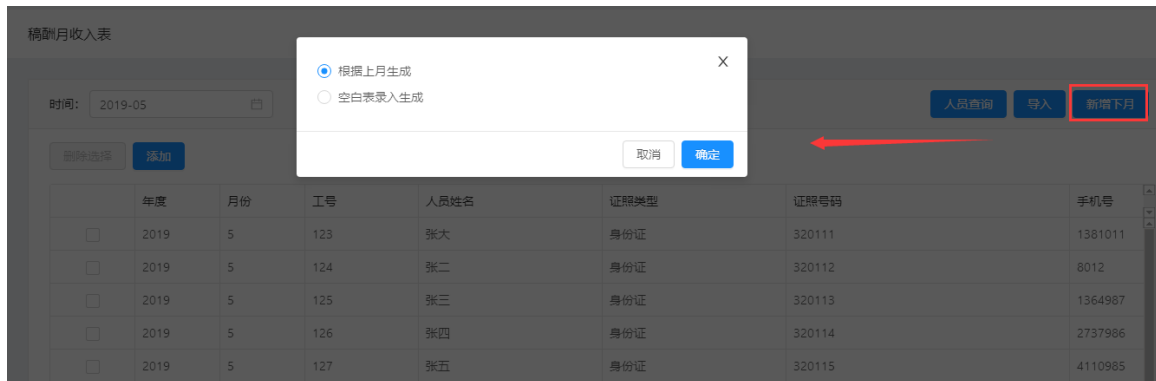 稿酬月收入表
根据上月生成
空白表录入生成
时间: 2019-05 人员查询 导入 新增下月
取消 确定
删除选择 添加
年度 月份 工号 人员姓名 证照类型 证照号码 手机号
2019 5 123 张大 身份证 320111 1381011
2019 5 124 张二 身份证 320112 8012
2019 5 125 张三 身份证 320113 1364987
2019 5 126 张四 身份证 320114 2737986
2019 5 127 张五 身份证 320115 4110985